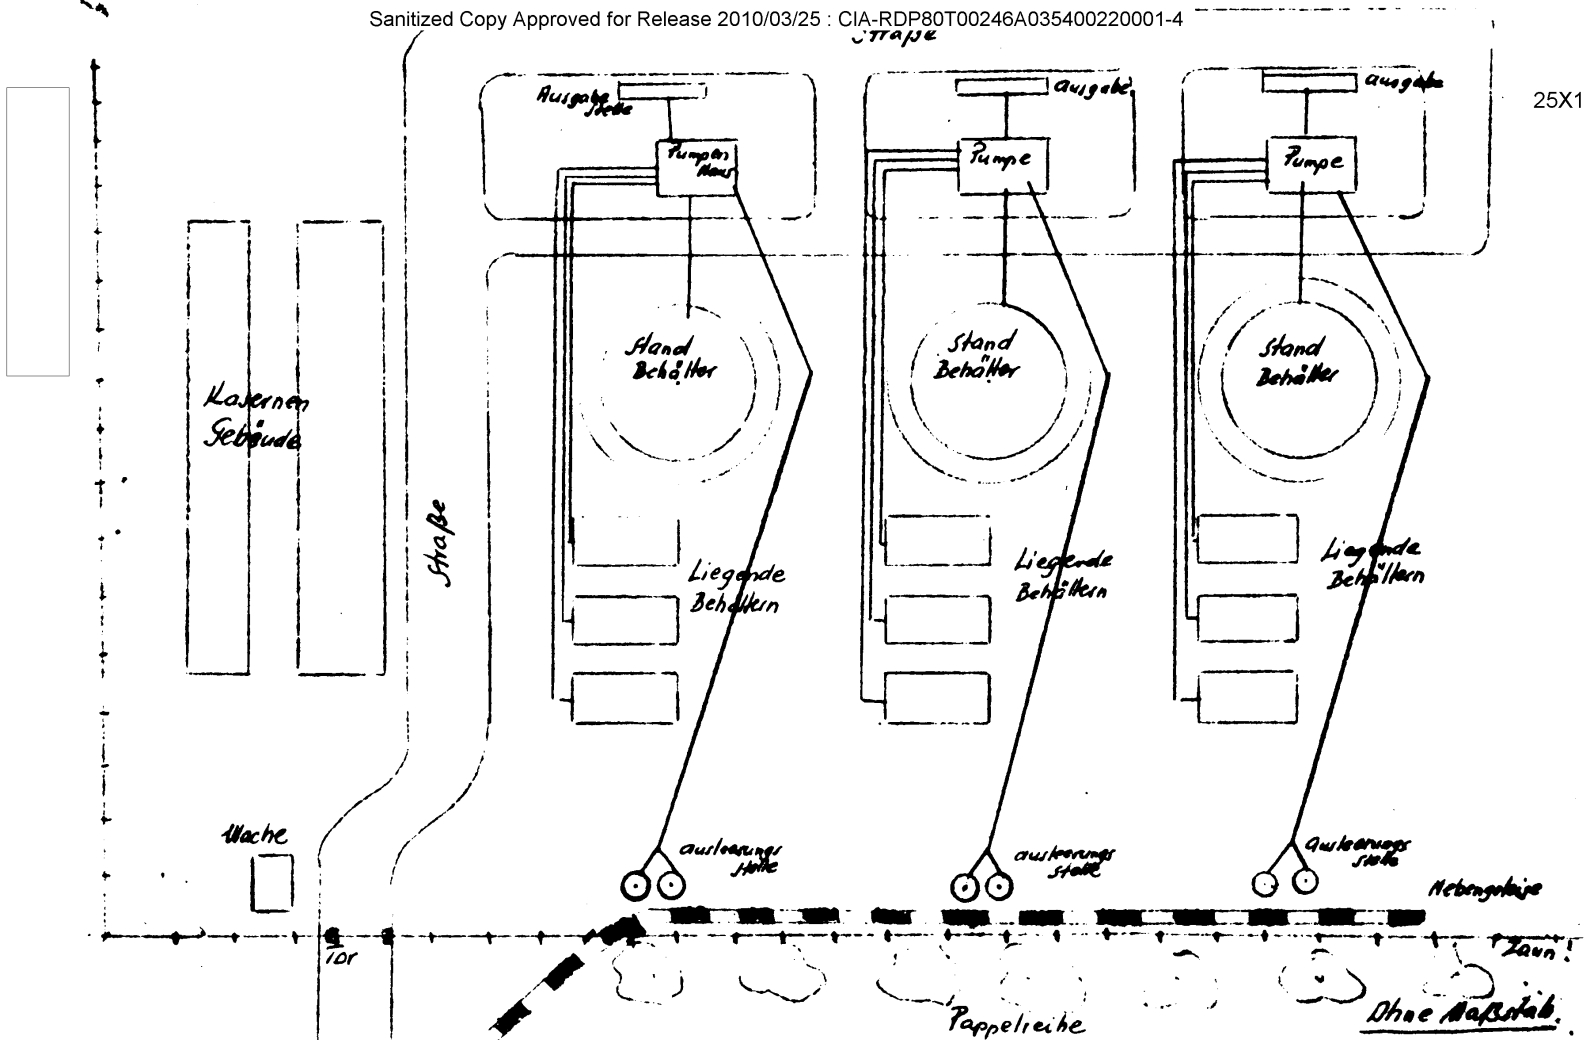 Sanitized Copy Approved for Release 2010/03/25 : CIA-RDP80T00246A035400220001-4
Straße
25X1
Ausgabe
stelle
Ausgabe
Ausgabe
Pumpen
Haus
Pumpe
Pumpe
Stand
Behälter
Stand
Behälter
Stand
Behälter
Kasernen
Gebäude
Straße
Liegende
Behältern
Liegende
Behältern
Liegende
Behältern
Wache
ausleerungs
stelle
ausleerungs
stelle
ausleerungs
stelle
Nebengleise
Tor
Zaun!
Pappelreihe
Ohne Maßstab.